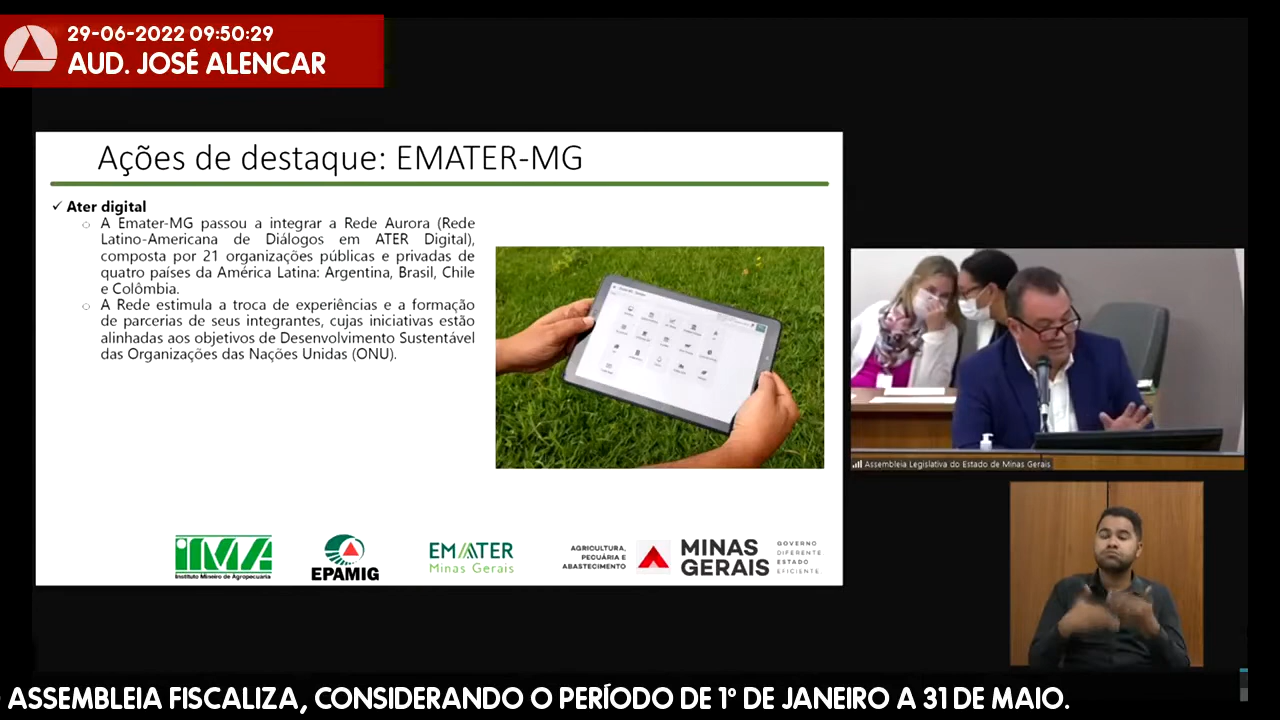 29-06-2022 09:50:29
AUD. JOSÉ ALENCAR
Ações de destaque: EMATER-MG
✓ Ater digital
○ A Emater-MG passou a integrar a Rede Aurora (Rede
Latino-Americana de Diálogos em ATER Digital),
composta por 21 organizações públicas e privadas de
quatro países da América Latina: Argentina, Brasil, Chile
e Colômbia.
○ A Rede estimula a troca de experiências e a formação
de parcerias de seus integrantes, cujas iniciativas estão
alinhadas aos objetivos de Desenvolvimento Sustentável
das Organizações das Nações Unidas (ONU).
Assembleia Legislativa do Estado de Minas Gerais
IMA
Instituto Mineiro de Agropecuária
EPAMIG
EMATER
Minas Gerais
AGRICULTURA,
PECUÁRIA E
ABASTECIMENTO
MINAS
GERAIS
GOVERNO
DIFERENTE
ESTADO
EFICIENTE
ASSEMBLEIA FISCALIZA, CONSIDERANDO O PERÍODO DE 1º DE JANEIRO A 31 DE MAIO.